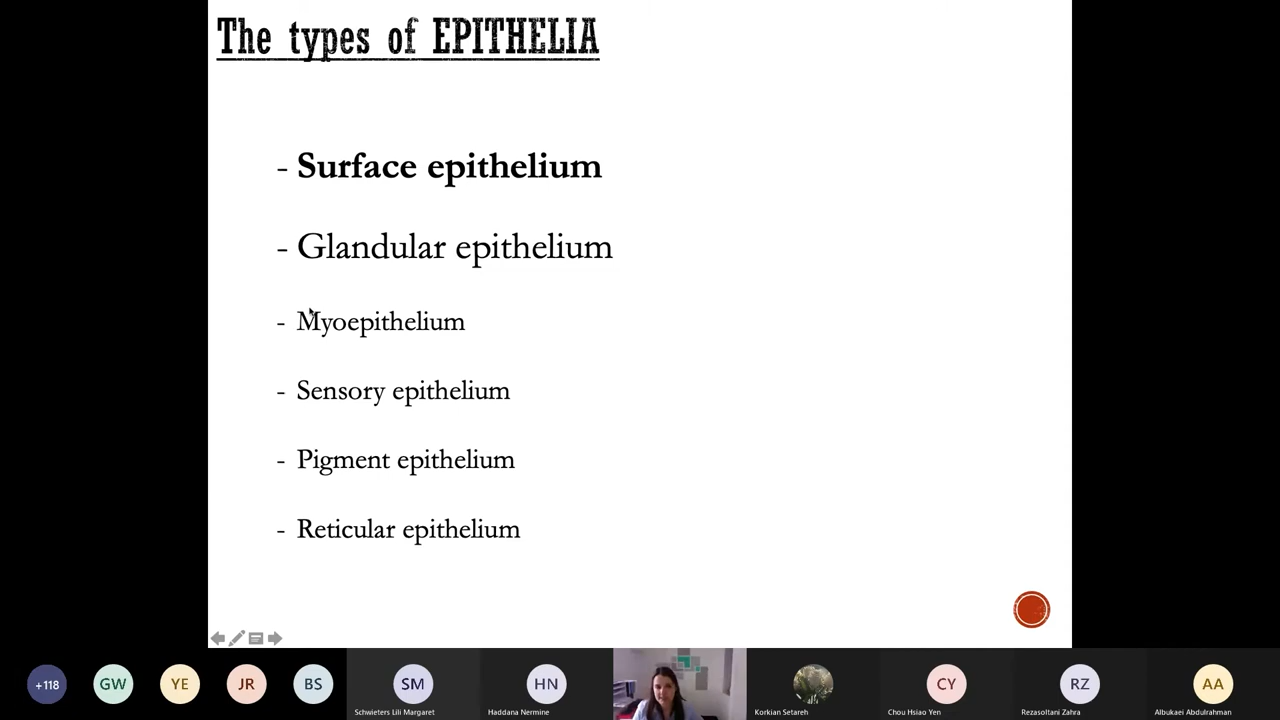 The types of EPITHELIA
- Surface epithelium
- Glandular epithelium
- Myoepithelium
- Sensory epithelium
- Pigment epithelium
- Reticular epithelium
+118
GW
YE
JR
BS
SM
Schwieters Lili Margaret
HN
Haddana Nermine
Korkian Setareh
CY
Chou Hsiao Yen
RZ
Rezasoltani Zahra
AA
Albukaei Abdulrahman